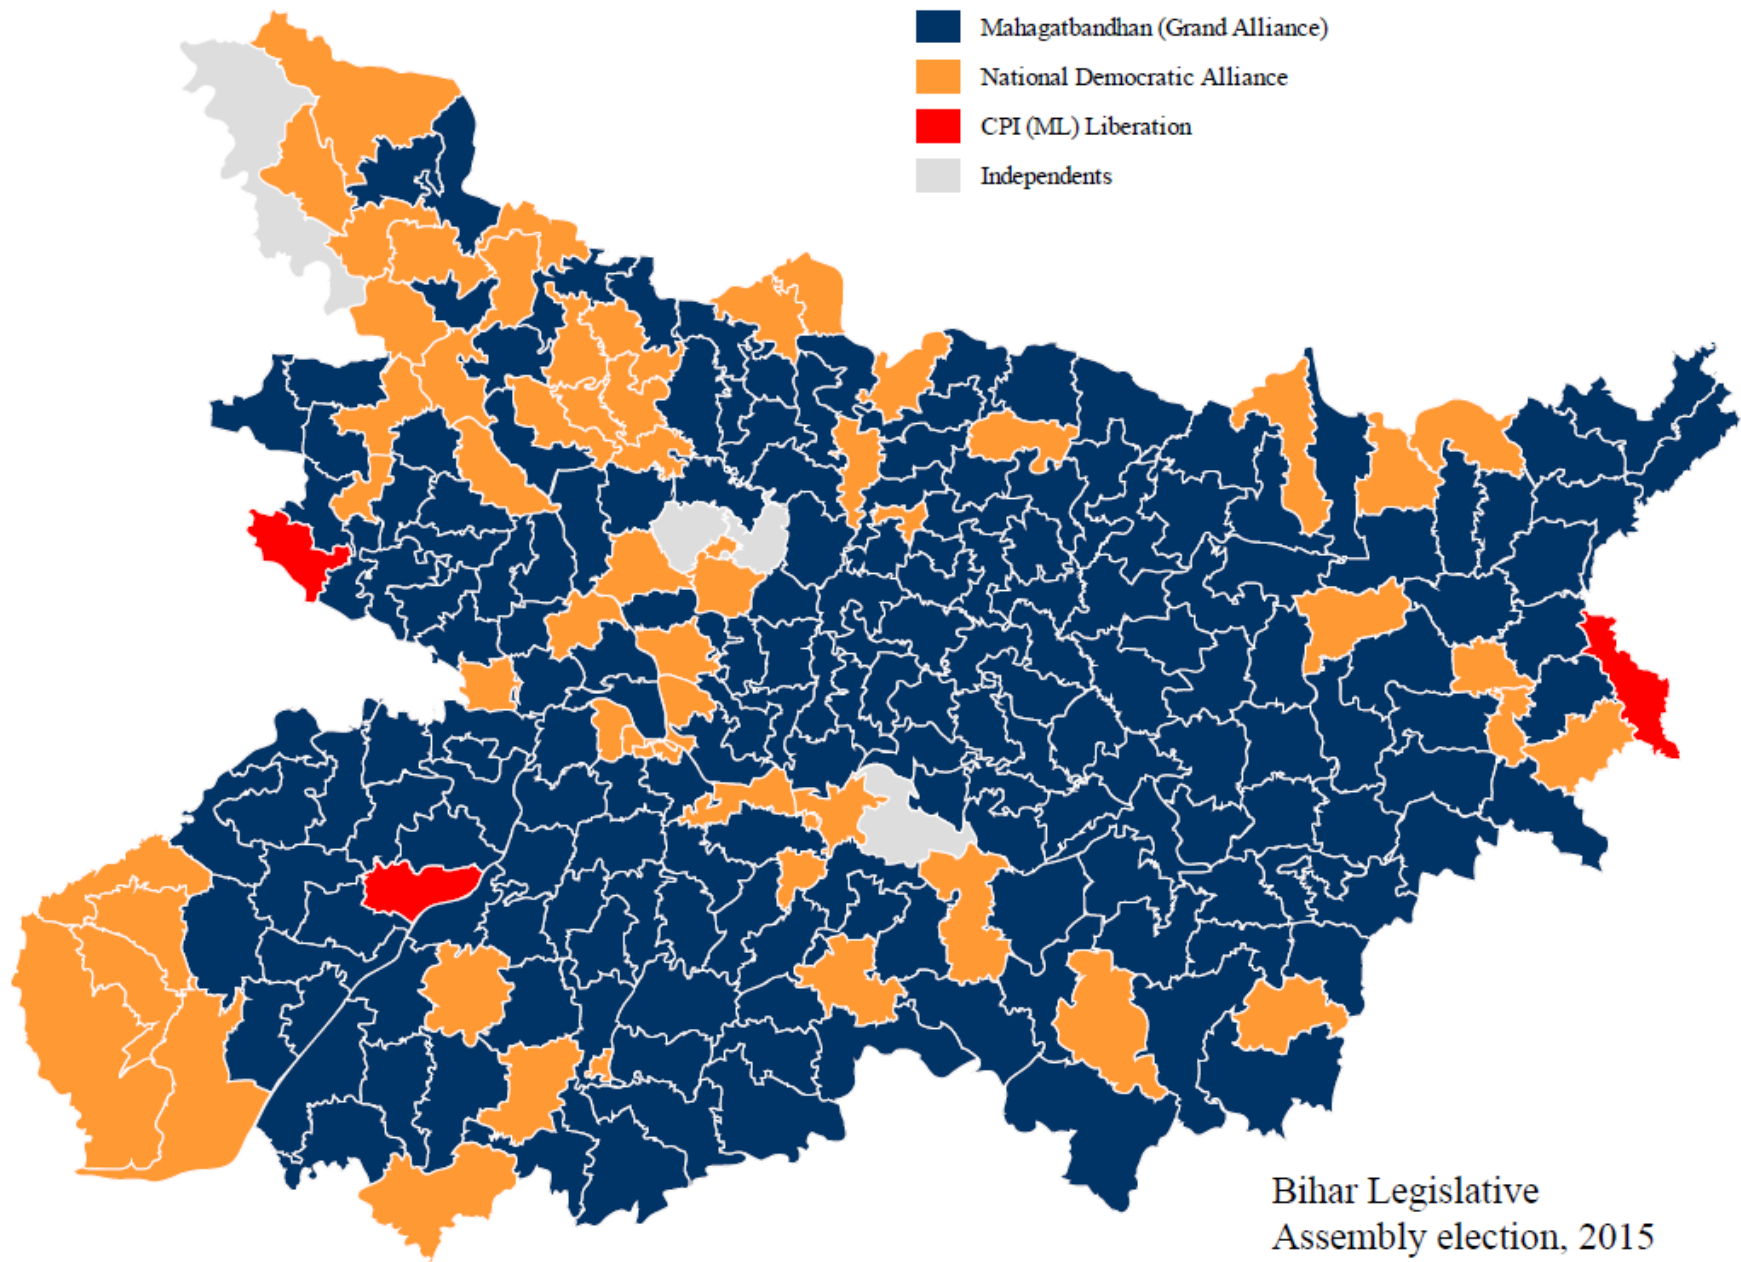 Mahagatbandhan (Grand Alliance)
National Democratic Alliance
CPI (ML) Liberation
Independents
Bihar Legislative
Assembly election, 2015